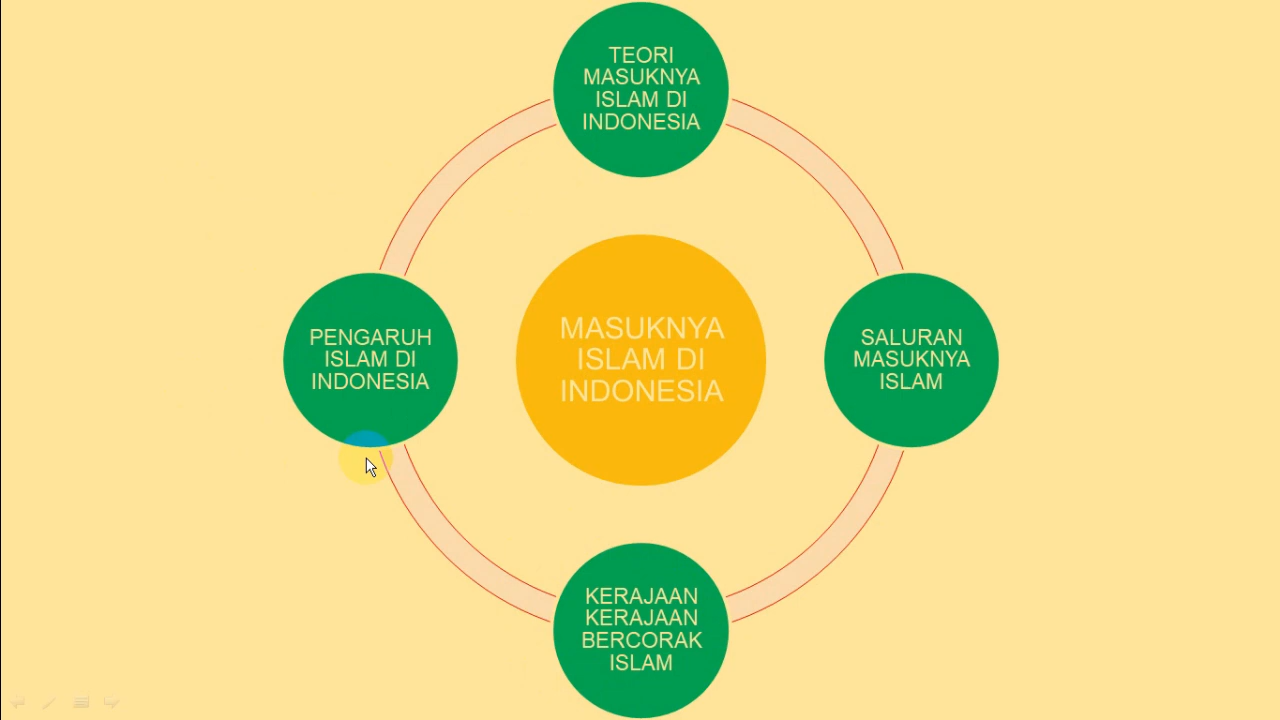 TEORI
MASUKNYA
ISLAM DI
INDONESIA
PENGARUH
ISLAM DI
INDONESIA
MASUKNYA
ISLAM DI
INDONESIA
SALURAN
MASUKNYA
ISLAM
KERAJAAN
KERAJAAN
BERCORAK
ISLAM